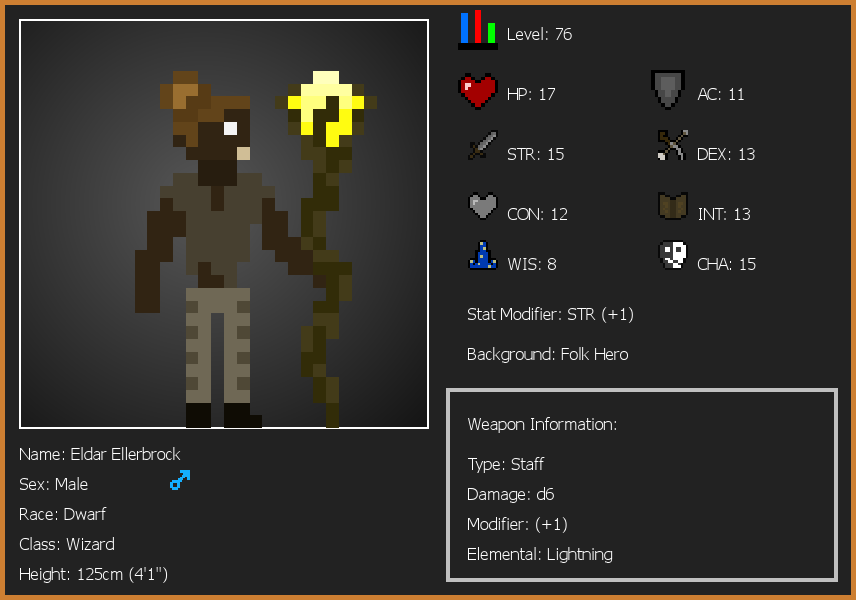 Level: 76
HP: 17
AC: 11
STR: 15
DEX: 13
CON: 12
INT: 13
WIS: 8
CHA: 15
Stat Modifier: STR (+1)
Background: Folk Hero
Weapon Information:
Type: Staff
Damage: d6
Modifier: (+1)
Elemental: Lightning
Name: Eldar Ellerbrock
Sex: Male
Race: Dwarf
Class: Wizard
Height: 125cm (4'1")